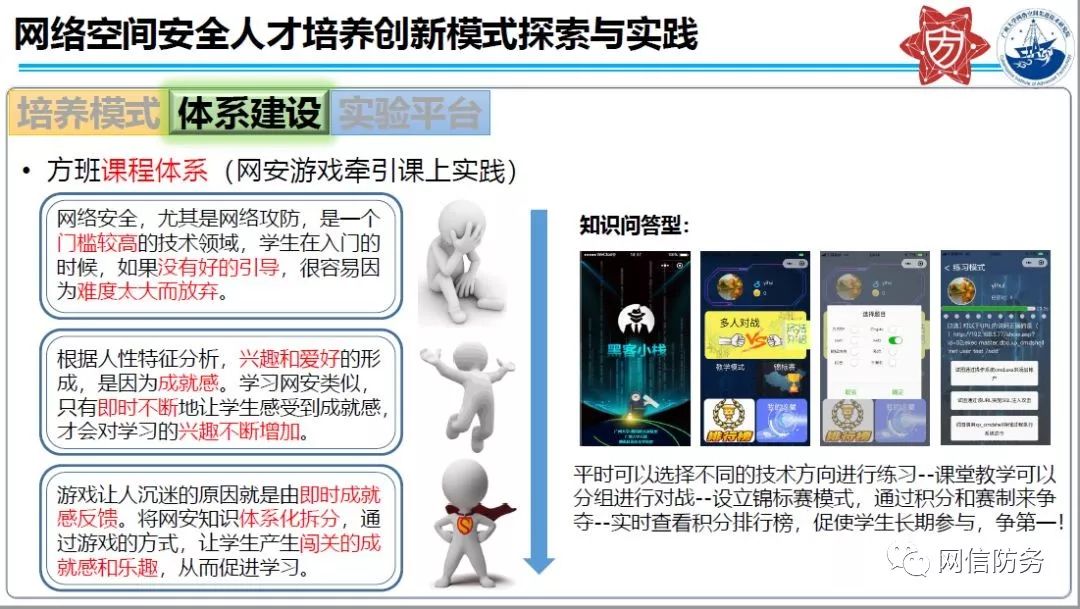 网络空间安全人才培养创新模式探索与实践
培养模式
体系建设
实验平台
• 方班课程体系（网安游戏牵引课上实践）
网络安全，尤其是网络攻防，是一个
门槛较高的技术领域，学生在入门的
时候，如果没有好的引导，很容易因
为难度太大而放弃。
根据人性特征分析，兴趣和爱好的形
成，是因为成就感。学习网安类似，
只有即时不断地让学生感受到成就感，
才会对学习的兴趣不断增加。
游戏让人沉迷的原因就是由即时成就
感反馈。将网安知识体系化拆分，通
过游戏的方式，让学生产生闯关的成
就感和乐趣，从而促进学习。
知识问答型：
黑客小栈
多人对战
VS
教学模式
锦标赛
排行榜
选择题目
排行榜
练习模式
yihui
平时可以选择不同的技术方向进行练习--课堂教学可以
分组进行对战--设立锦标赛模式，通过积分和赛制来争
夺--实时查看积分排行榜，促使学生长期参与，争第一！
网信防务